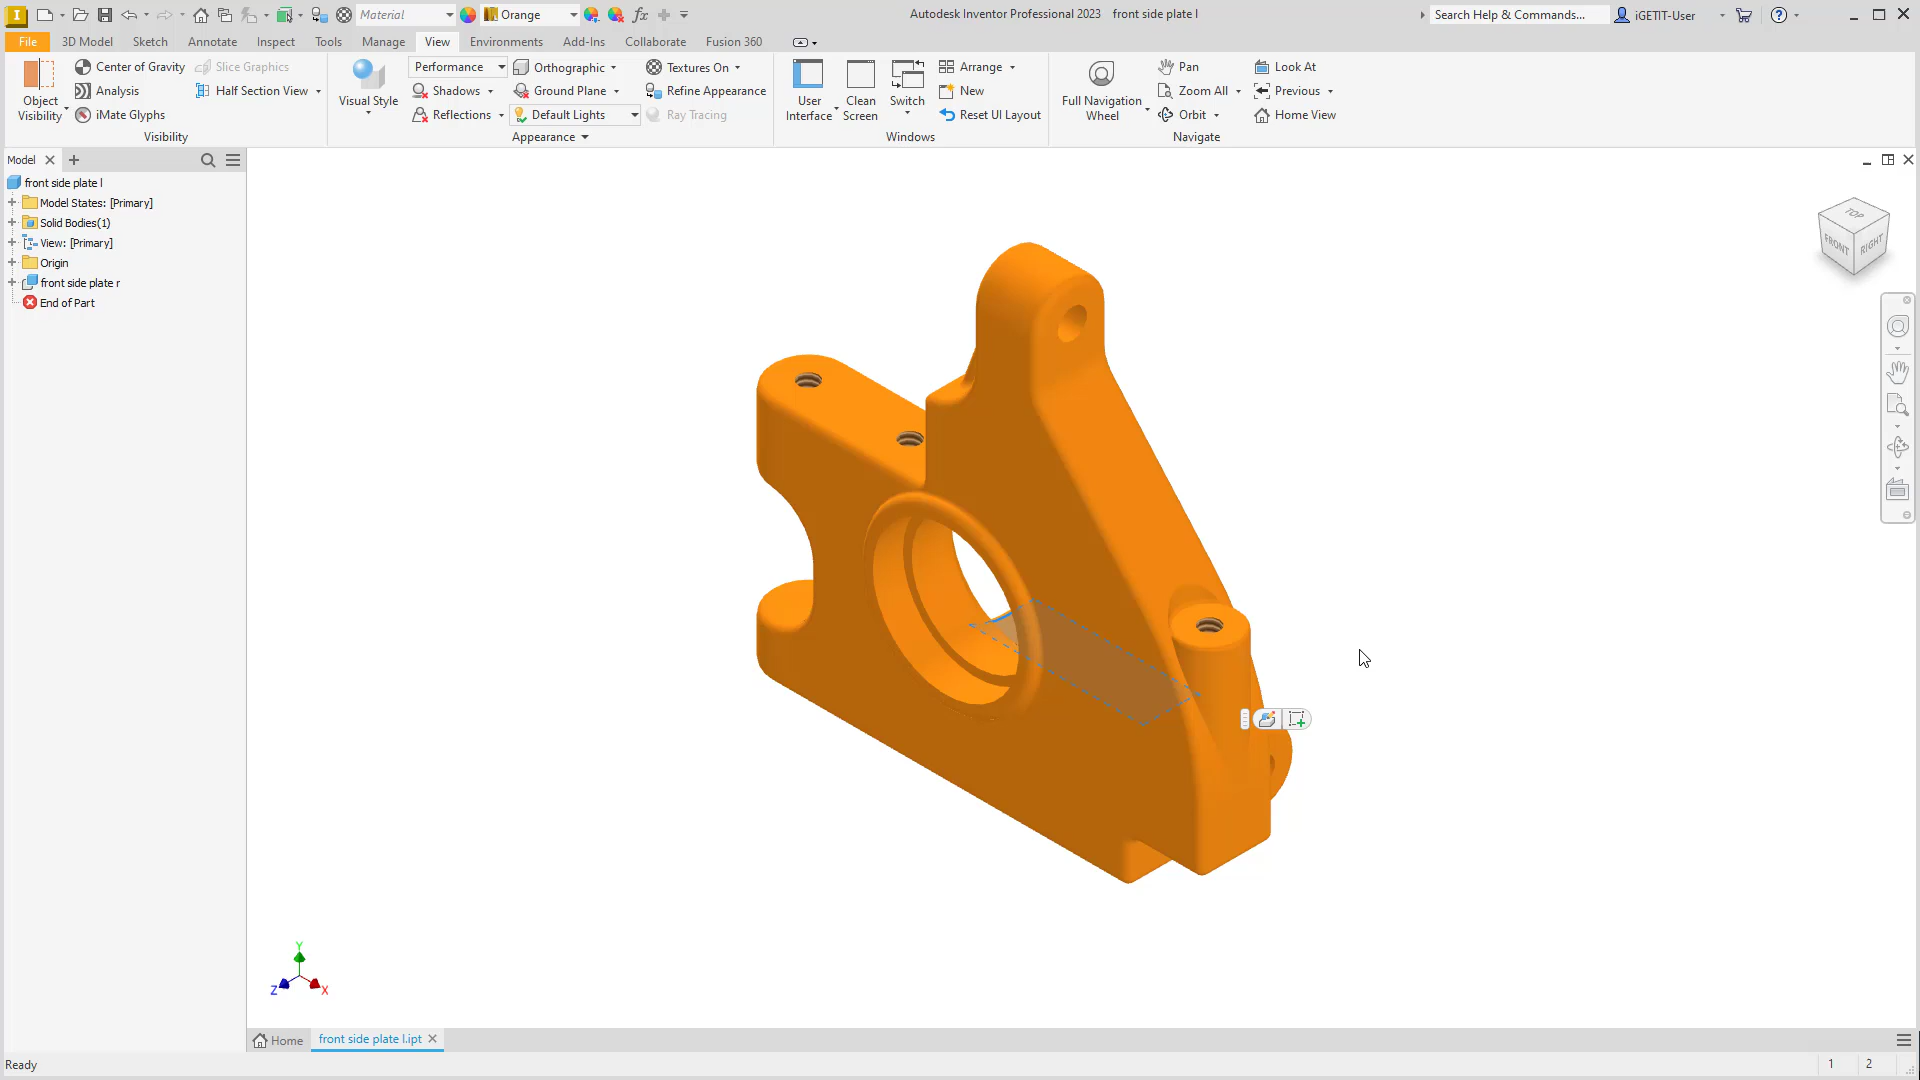 Material Orange Autodesk Inventor Professional 2023 front side plate l Search Help & Commands... iGETIT-User
File 3D Model Sketch Annotate Inspect Tools Manage View Environments Add-Ins Collaborate Fusion 360
Object Visibility
Center of Gravity
Analysis
iMate Glyphs
Slice Graphics
Half Section View
Visibility
Visual Style
Performance
Shadows
Reflections
Orthographic
Ground Plane
Default Lights
Textures On
Refine Appearance
Ray Tracing
Appearance
User Interface
Clean Screen
Switch
Arrange
New
Reset UI Layout
Windows
Full Navigation Wheel
Pan
Zoom All
Orbit
Look At
Previous
Home View
Navigate
Model
front side plate l
Model States: [Primary]
Solid Bodies(1)
View: [Primary]
Origin
front side plate r
End of Part
TOP
FRONT RIGHT
Y
Z X
Home front side plate l.ipt
Ready 1 2